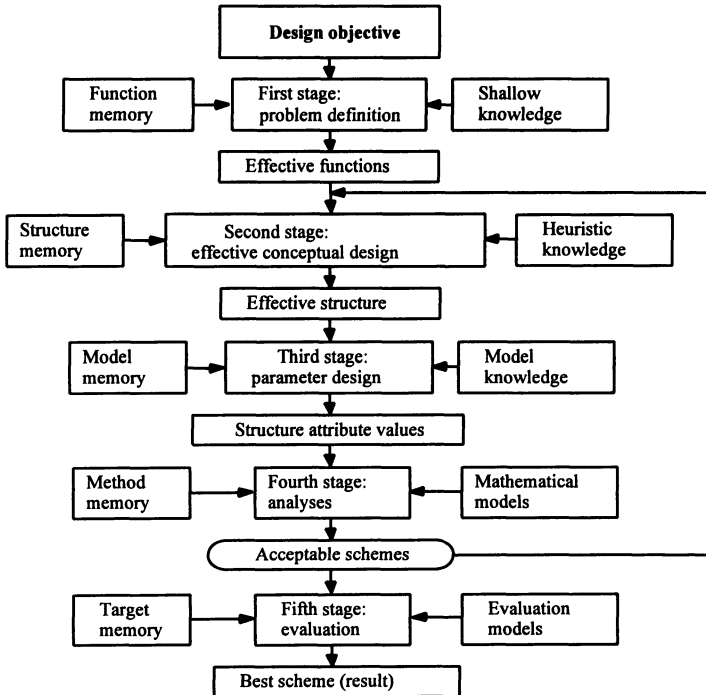 Design objective
Function
memory
First stage:
problem definition
Shallow
knowledge
Effective functions
Structure
memory
Second stage:
effective conceptual design
Heuristic
knowledge
Effective structure
Model
memory
Third stage:
parameter design
Model
knowledge
Structure attribute values
Method
memory
Fourth stage:
analyses
Mathematical
models
Acceptable schemes
Target
memory
Fifth stage:
evaluation
Evaluation
models
Best scheme (result)